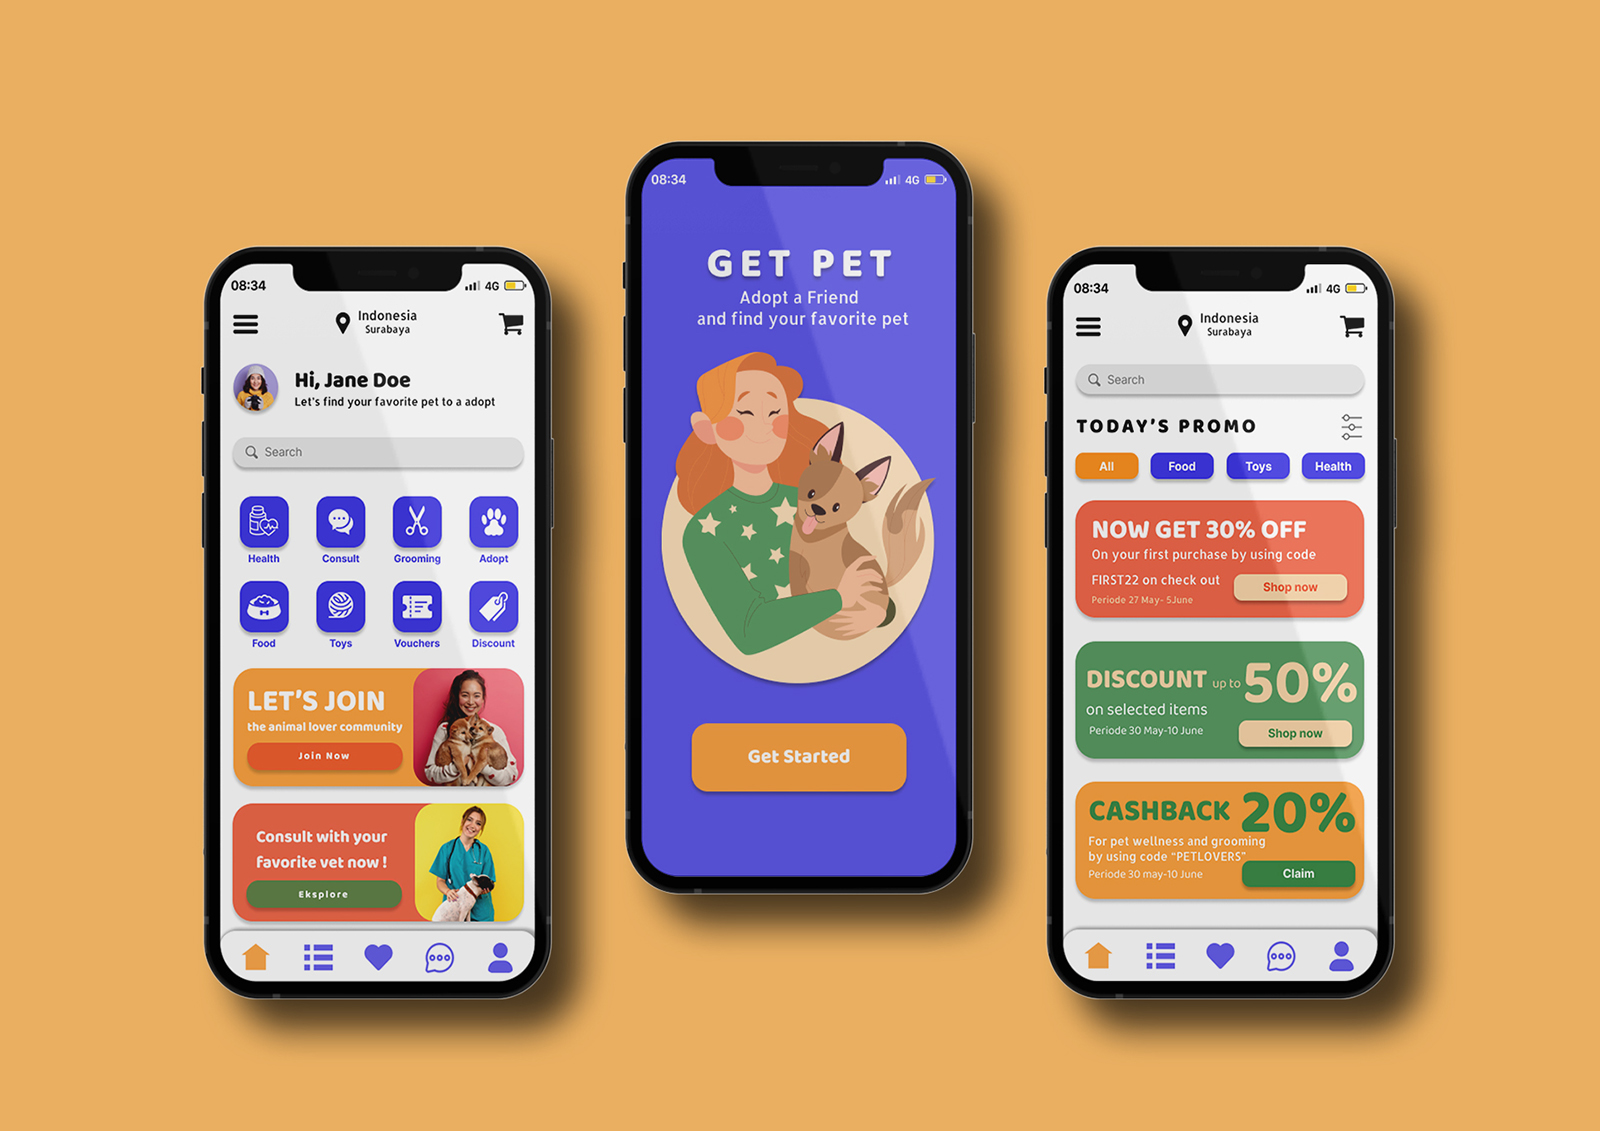 08:34
4G
Indonesia
Surabaya
Hi, Jane Doe
Let's find your favorite pet to a adopt
Search
Health
Consult
Grooming
Adopt
Food
Toys
Vouchers
Discount
LET'S JOIN
the animal lover community
Join Now
Consult with your
favorite vet now !
Eksplore
08:34
4G
GET PET
Adopt a Friend
and find your favorite pet
Get Started
08:34
4G
Indonesia
Surabaya
Search
TODAY'S PROMO
All
Food
Toys
Health
NOW GET 30% OFF
On your first purchase by using code
FIRST22 on check out
Shop now
Periode 27 May- 5June
DISCOUNT up to 50%
on selected items
Periode 30 May-10 June
Shop now
CASHBACK 20%
For pet wellness and grooming
by using code "PETLOVERS"
Periode 30 may-10 June
Claim